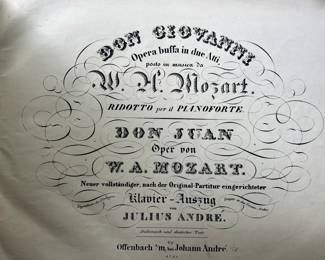 DON GIOVANNI
Opera buffa in due Atti,
posto in musica da
W. A. Mozart.
RIDOTTO per il PIANOFORTE.
DON JUAN
Oper von
W. A. MOZART.
Neuer vollständiger, nach der Original-Partitur eingerichteter
Klavier-Auszug
von
JULIUS ANDRÉ.
Italienisch und deutscher Text.
Offenbach a/m, bei Johann André.